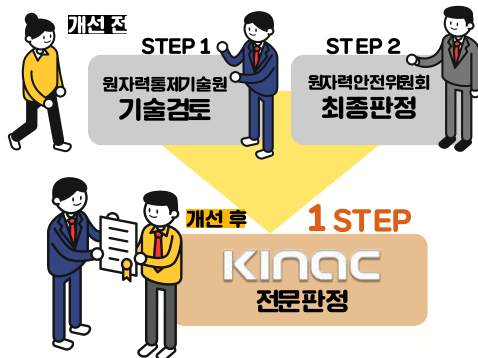 개선 전
STEP 1
원자력통제기술원
기술검토
STEP 2
원자력안전위원회
최종판정
개선 후
1 STEP
KINAC
전문판정